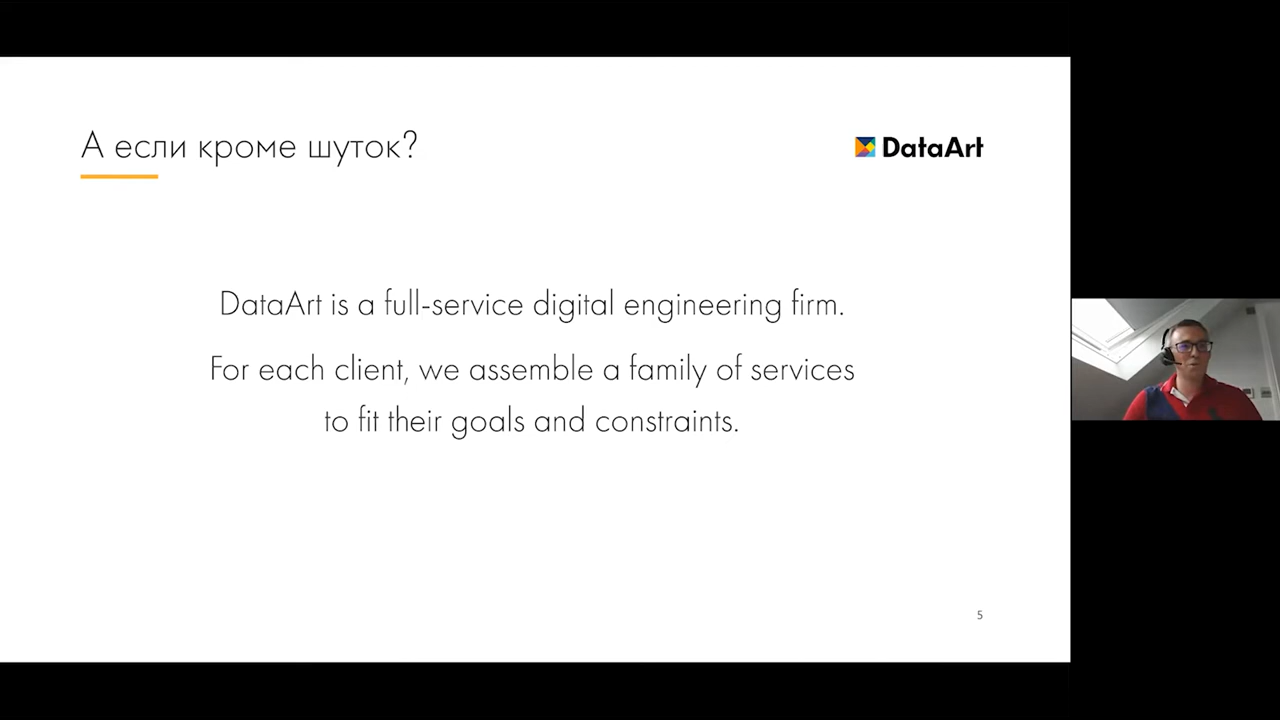 А если кроме шуток?
DataArt
DataArt is a full-service digital engineering firm.
For each client, we assemble a family of services
to fit their goals and constraints.
5